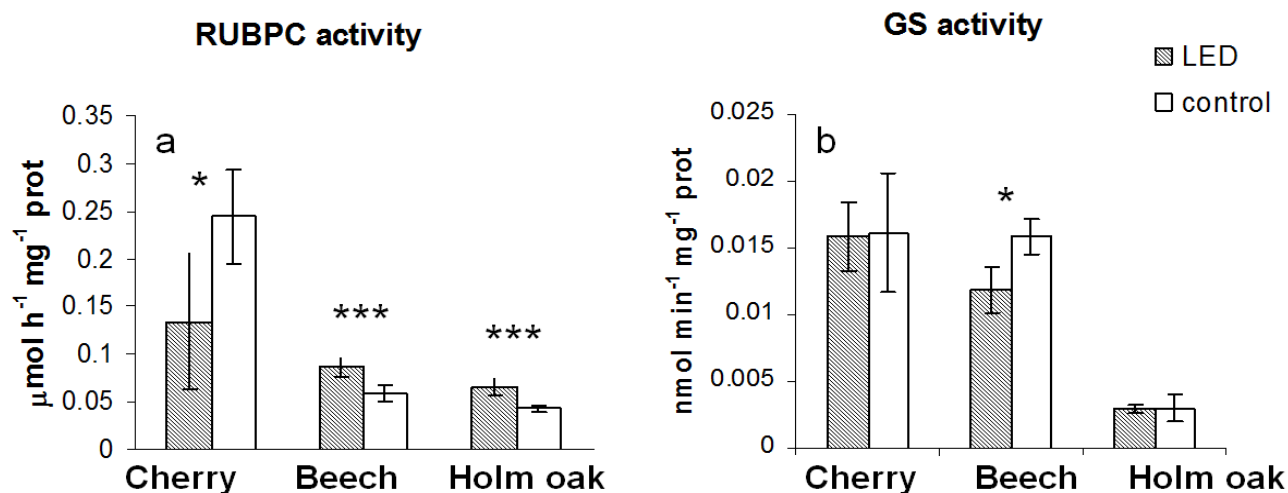 RUBPC activity
a
μmol h⁻¹ mg⁻¹ prot
0.35
0.3
0.25
0.2
0.15
0.1
0.05
0
*
***
***
Cherry Beech Holm oak
GS activity
LED
control
b
nmol min⁻¹ mg⁻¹ prot
0.025
0.02
0.015
0.01
0.005
0
*
Cherry Beech Holm oak